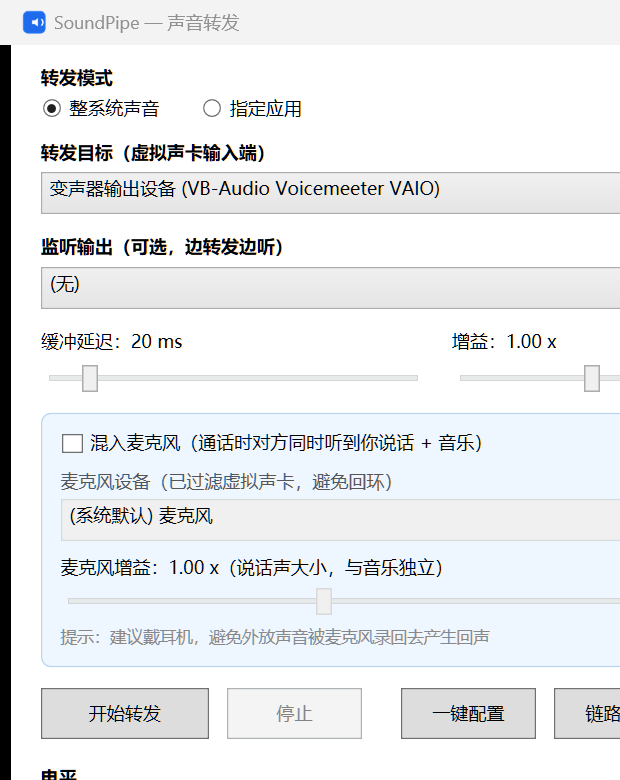 SoundPipe — 声音转发
转发模式
整系统声音 指定应用
转发目标（虚拟声卡输入端）
变声器输出设备 (VB-Audio Voicemeeter VAIO)
监听输出（可选，边转发边听）
(无)
缓冲延迟：20 ms 增益：1.00 x
混入麦克风（通话时对方同时听到你说话 + 音乐）
麦克风设备（已过滤虚拟声卡，避免回环）
(系统默认) 麦克风
麦克风增益：1.00 x（说话声大小，与音乐独立）
提示：建议戴耳机，避免外放声音被麦克风录回去产生回声
开始转发 停止 一键配置 链路
电平